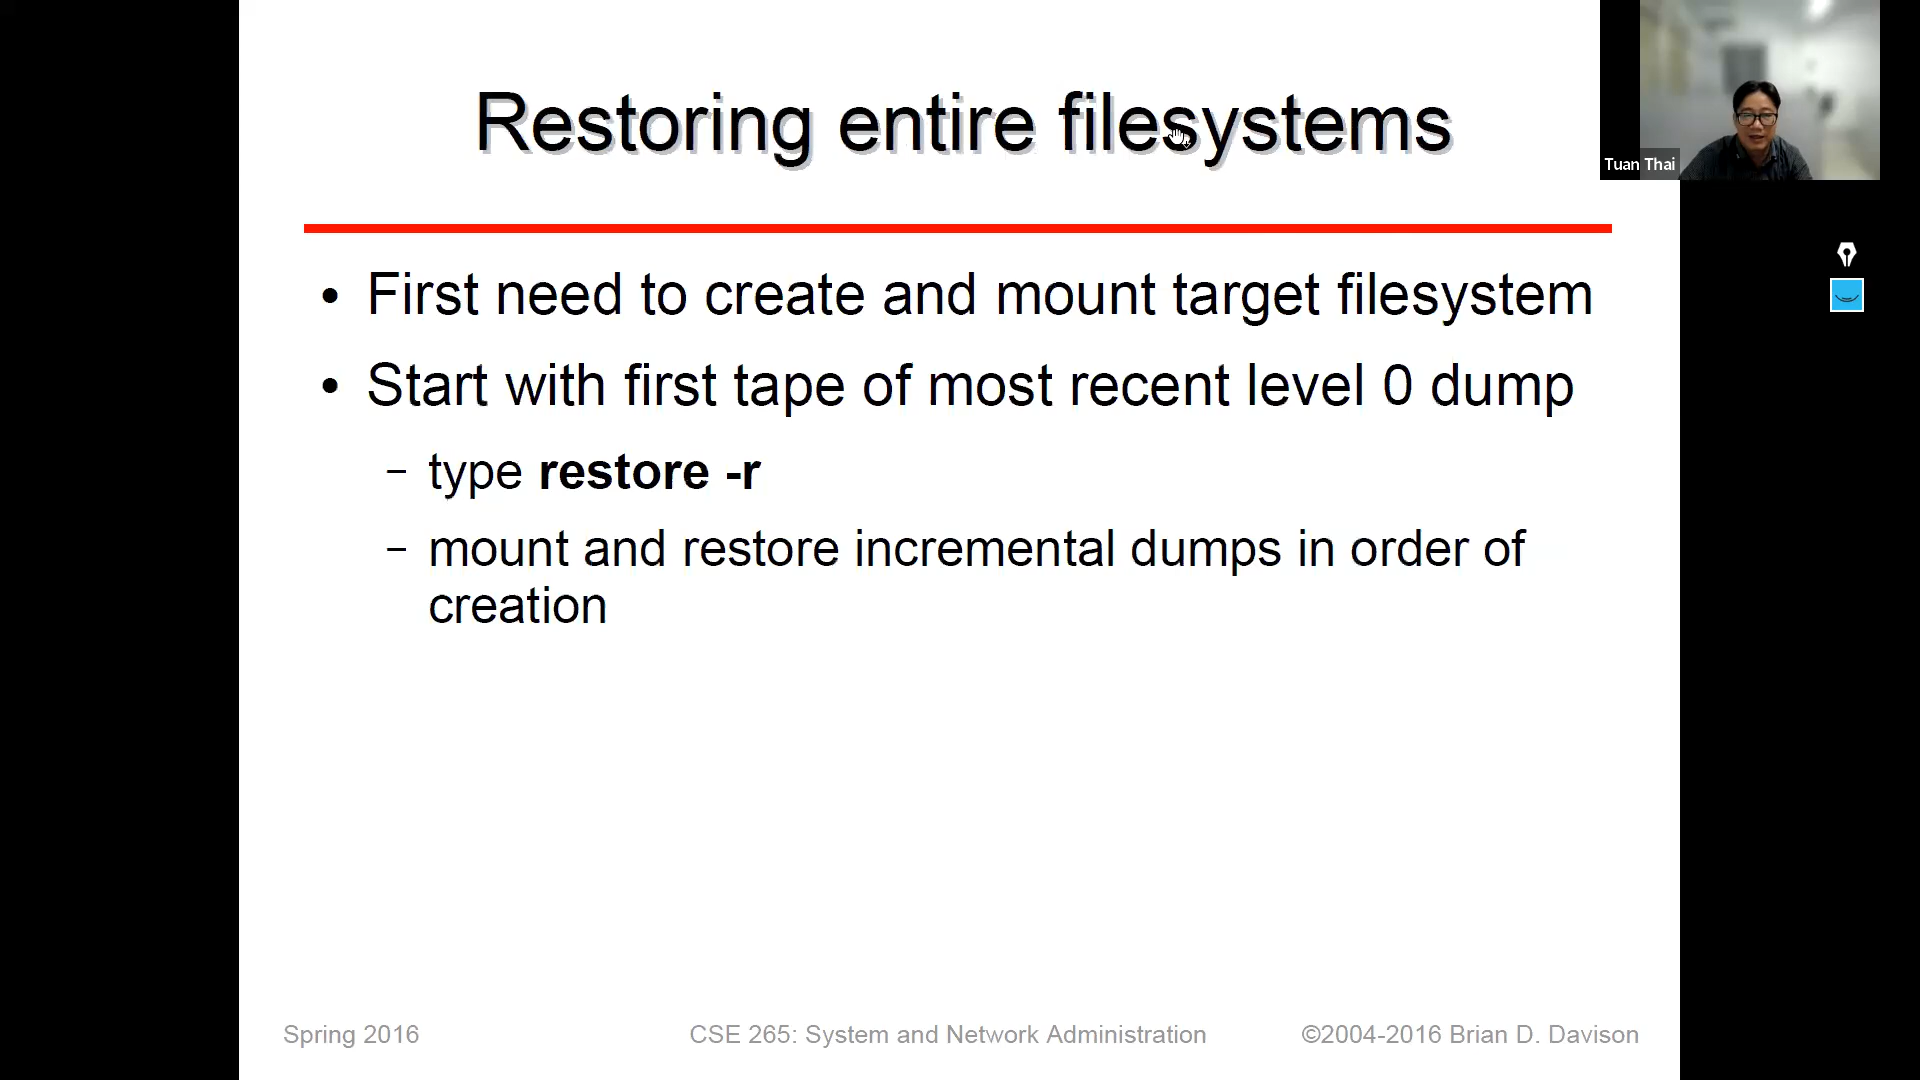 Restoring entire filesystems
Tuan Thai
• First need to create and mount target filesystem
• Start with first tape of most recent level 0 dump
– type restore -r
– mount and restore incremental dumps in order of
creation
Spring 2016
CSE 265: System and Network Administration
©2004-2016 Brian D. Davison